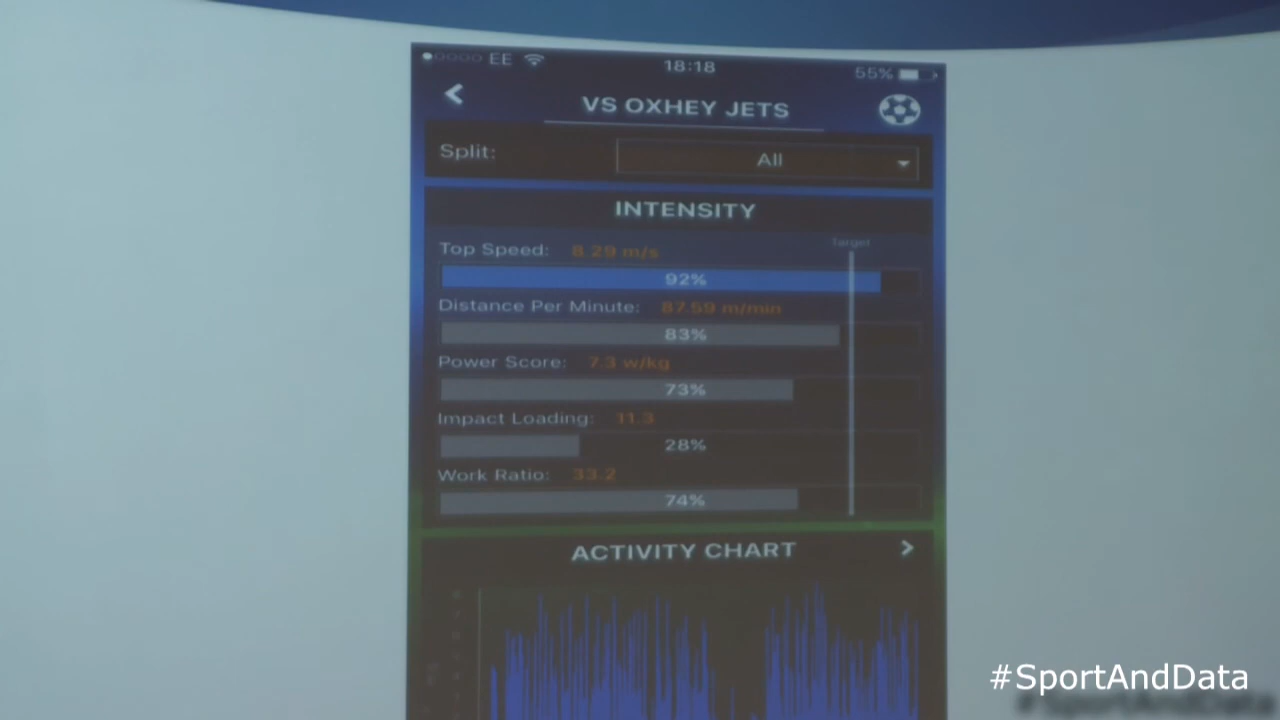 EE 18:18 55%
VS OXHEY JETS
Split: All
INTENSITY
Target
Top Speed: 8.29 m/s
92%
Distance Per Minute: 87.59 m/min
83%
Power Score: 7.3 w/kg
73%
Impact Loading: 11.3
28%
Work Ratio: 33.2
74%
ACTIVITY CHART
#SportAndData